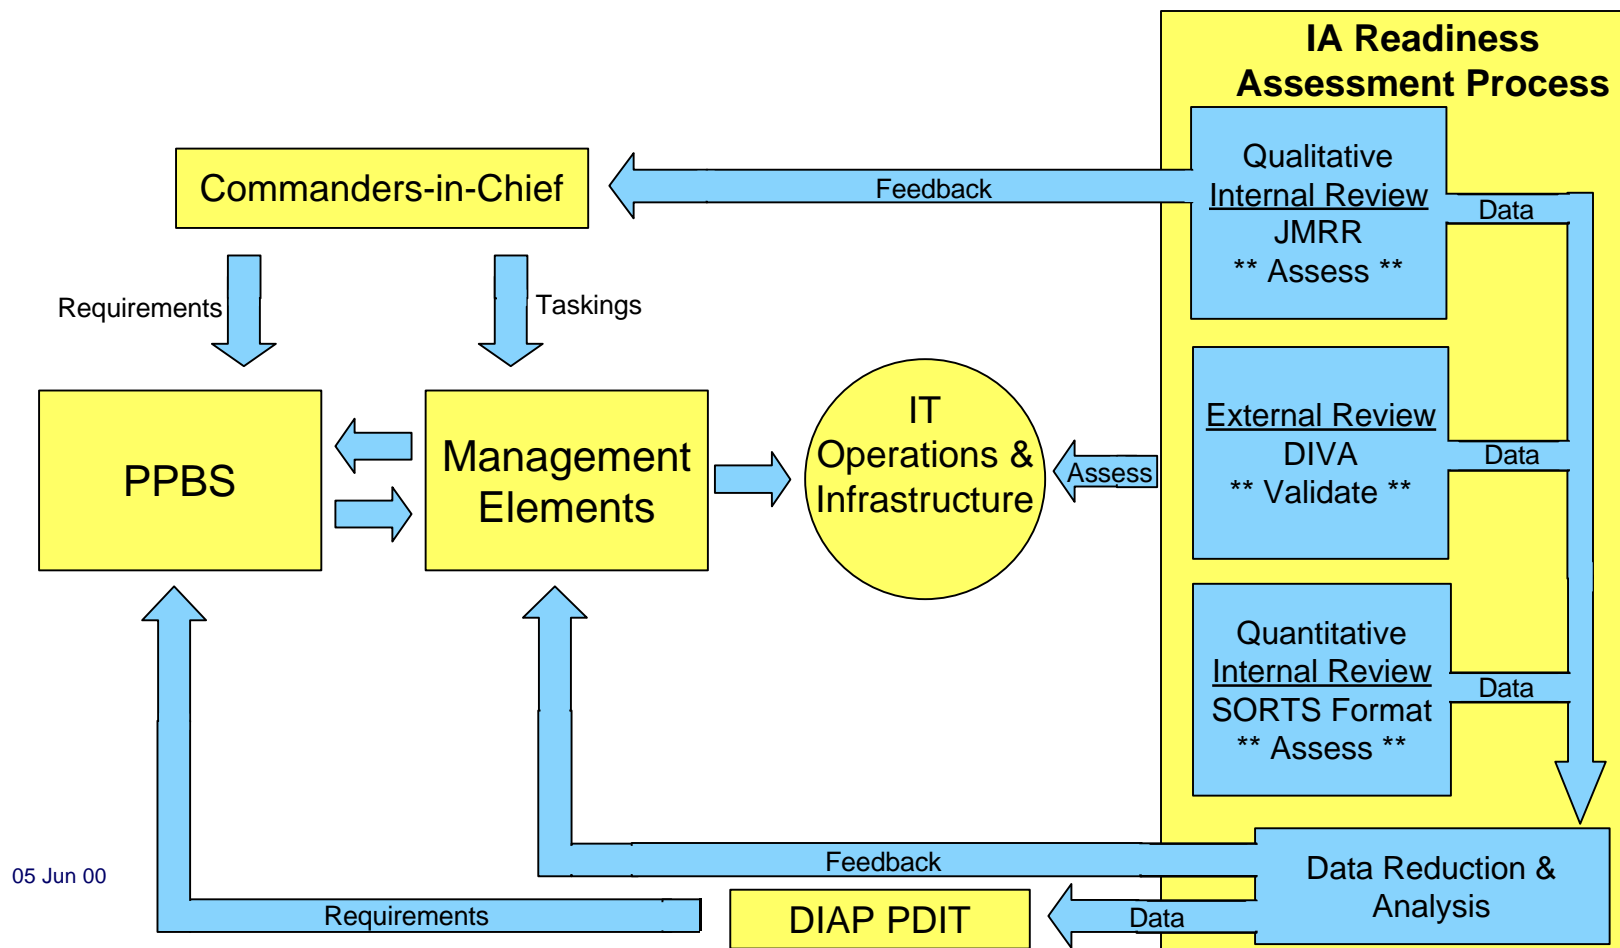 IA Readiness
Assessment Process
Commanders-in-Chief
Feedback
Qualitative
Internal Review
JMRR
** Assess **
Data
Requirements
Taskings
PPBS
Management
Elements
IT
Operations &
Infrastructure
Assess
External Review
DIVA
** Validate **
Data
Quantitative
Internal Review
SORTS Format
** Assess **
Data
Feedback
Data Reduction &
Analysis
05 Jun 00
Requirements
DIAP PDIT
Data